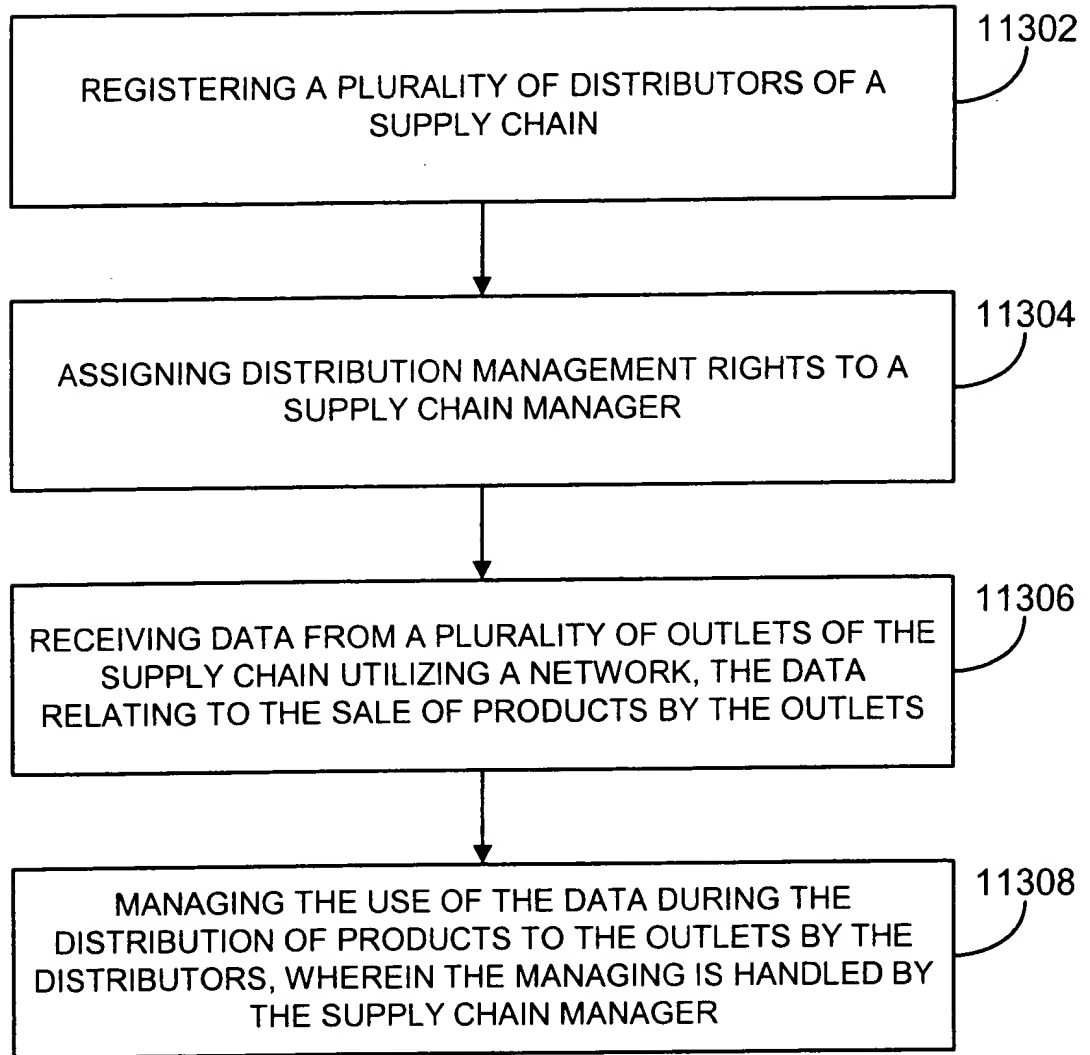 11302
REGISTERING A PLURALITY OF DISTRIBUTORS OF A
SUPPLY CHAIN
11304
ASSIGNING DISTRIBUTION MANAGEMENT RIGHTS TO A
SUPPLY CHAIN MANAGER
11306
RECEIVING DATA FROM A PLURALITY OF OUTLETS OF THE
SUPPLY CHAIN UTILIZING A NETWORK, THE DATA
RELATING TO THE SALE OF PRODUCTS BY THE OUTLETS
11308
MANAGING THE USE OF THE DATA DURING THE
DISTRIBUTION OF PRODUCTS TO THE OUTLETS BY THE
DISTRIBUTORS, WHEREIN THE MANAGING IS HANDLED BY
THE SUPPLY CHAIN MANAGER